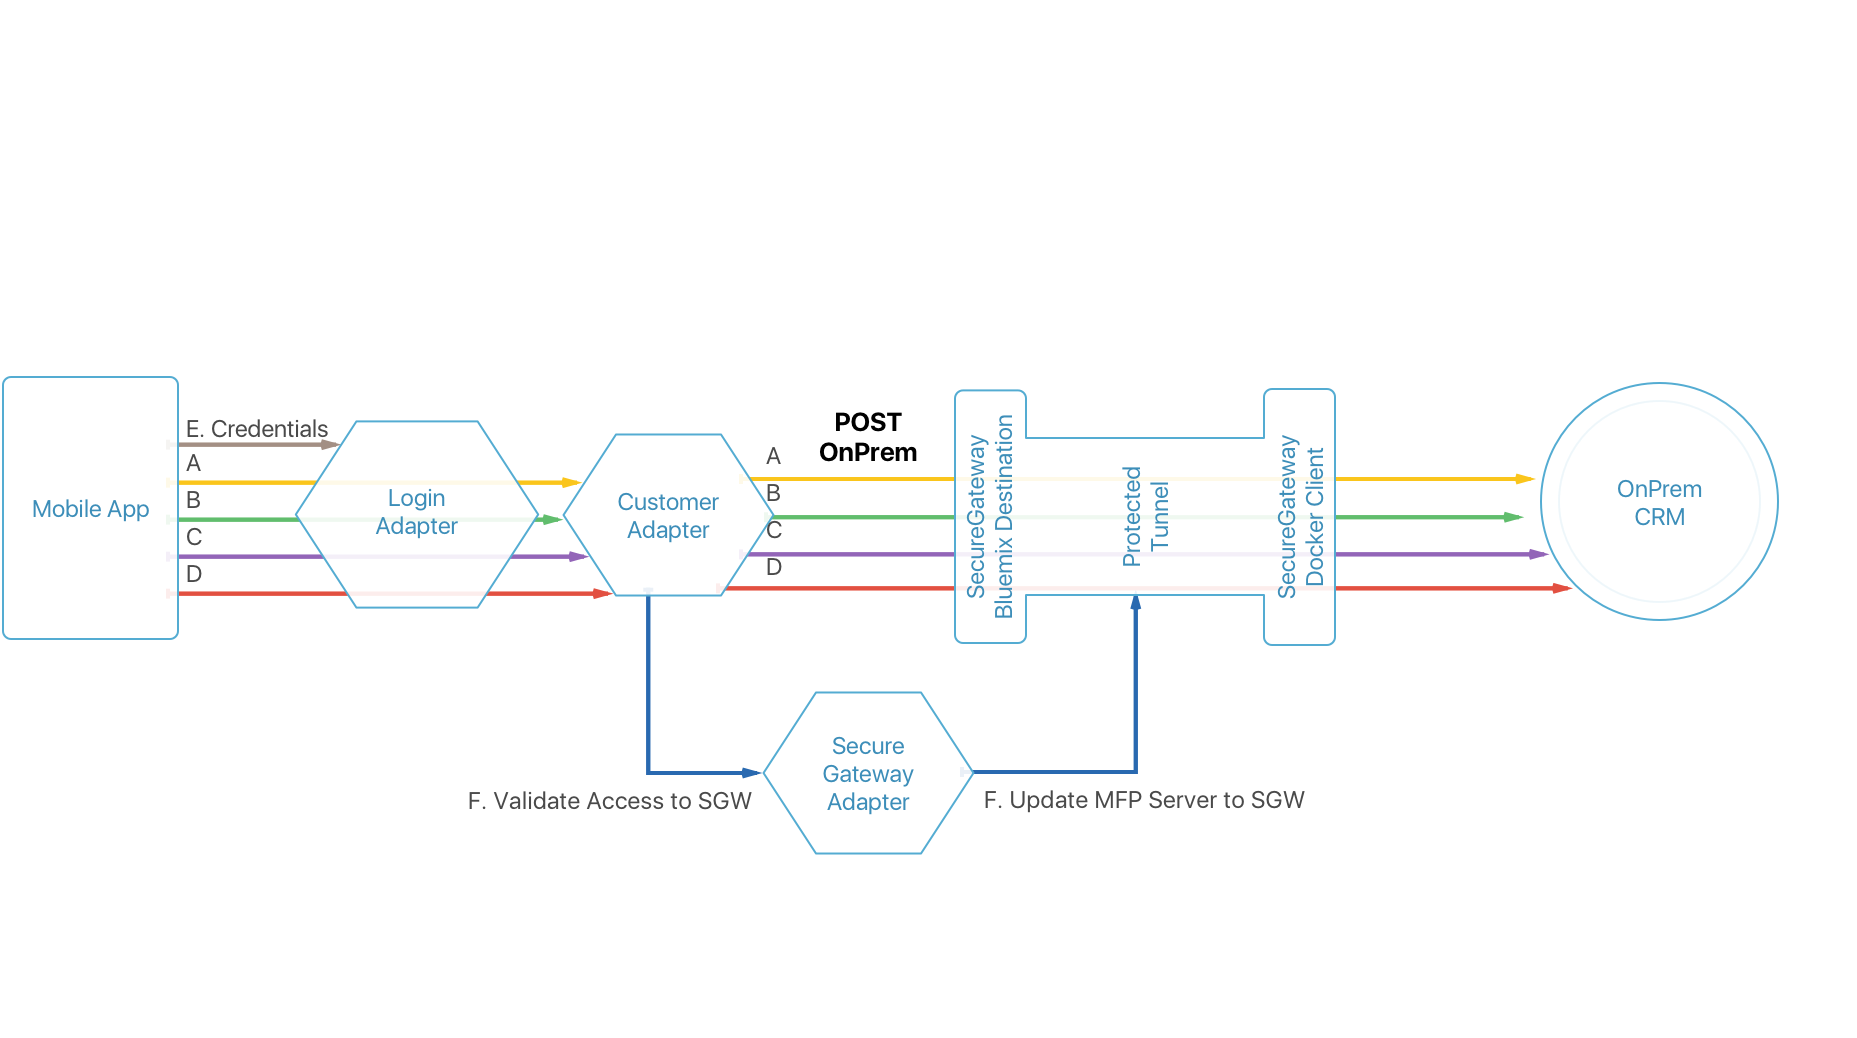 Mobile App
E. Credentials
A
B
C
D
Login
Adapter
Customer
Adapter
POST
OnPrem
A
B
C
D
SecureGateway
Bluemix Destination
Protected
Tunnel
SecureGateway
Docker Client
OnPrem
CRM
Secure
Gateway
Adapter
F. Validate Access to SGW
F. Update MFP Server to SGW